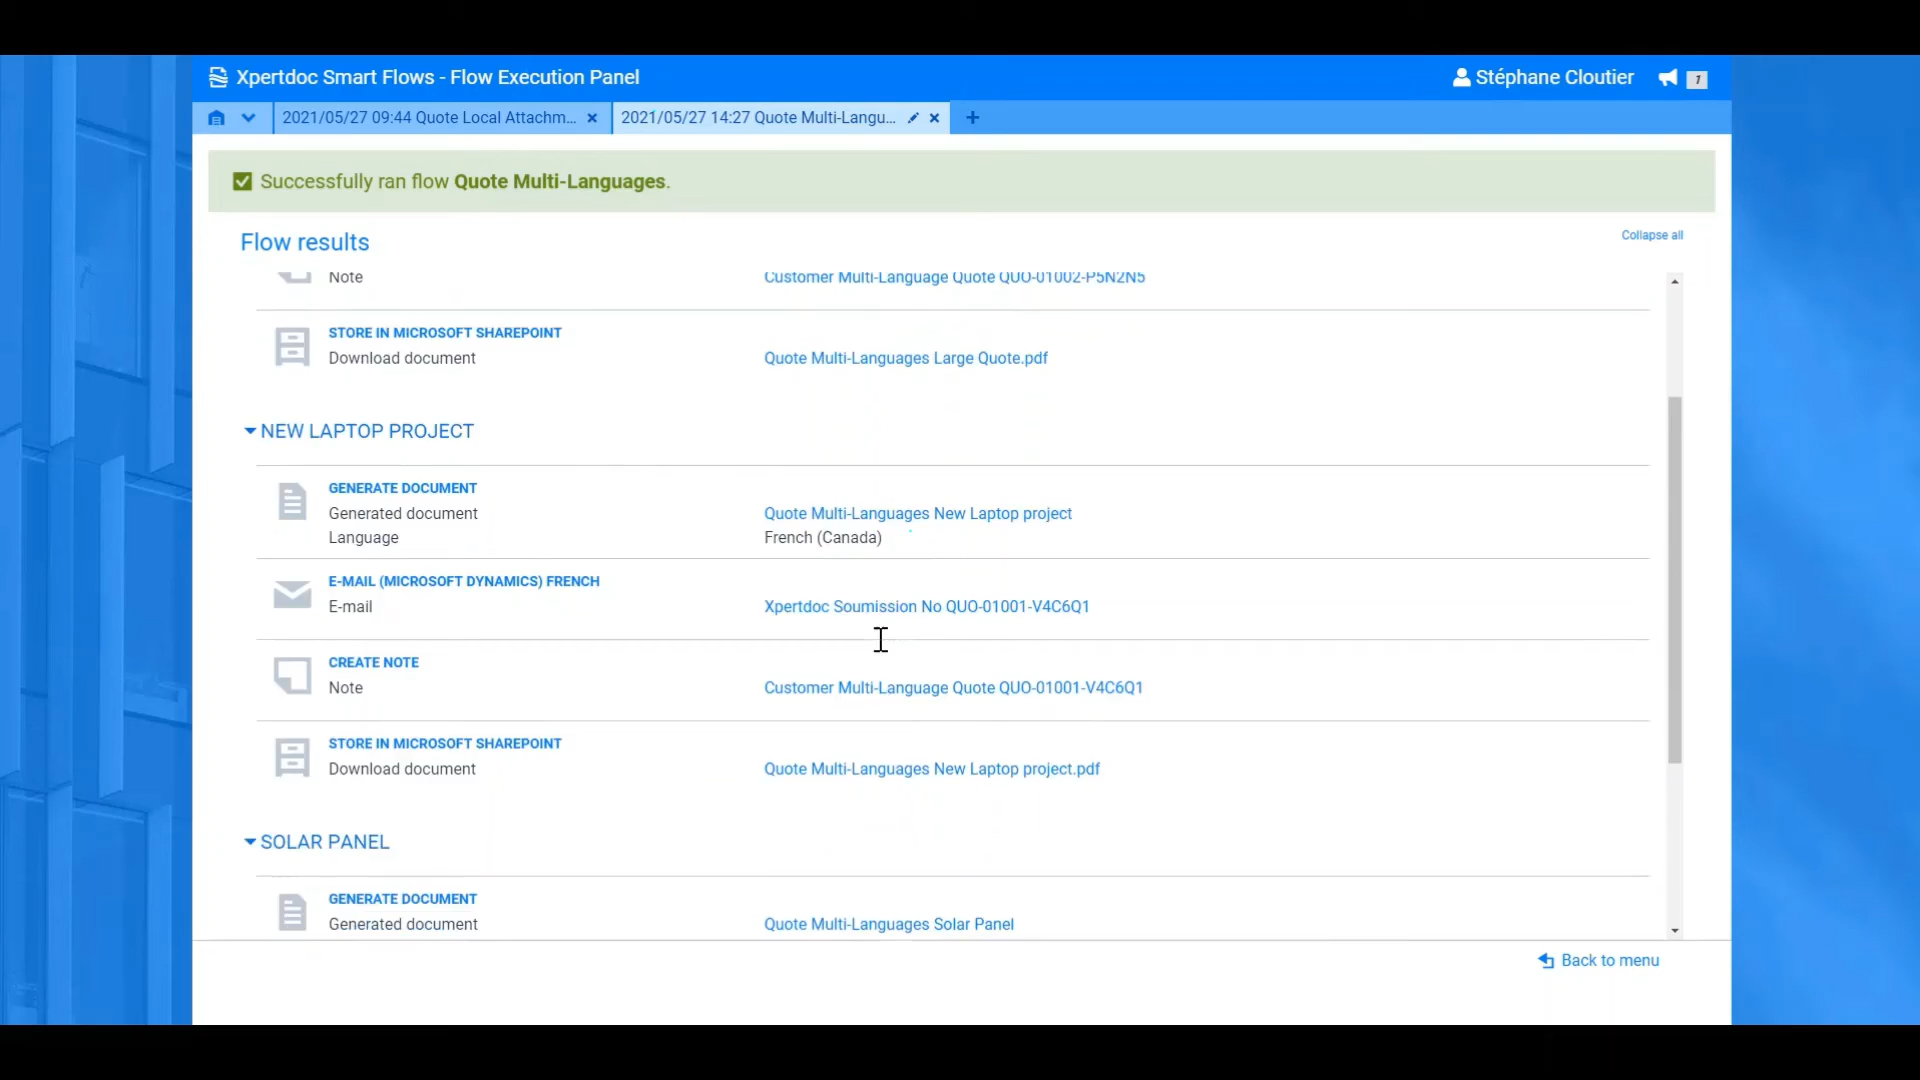 Xpertdoc Smart Flows - Flow Execution Panel
Stéphane Cloutier
1
2021/05/27 09:44 Quote Local Attachm...
2021/05/27 14:27 Quote Multi-Langu...
Successfully ran flow Quote Multi-Languages.
Flow results
Collapse all
Note
Customer Multi-Language Quote QUO-01002-P5N2N5
STORE IN MICROSOFT SHAREPOINT
Download document
Quote Multi-Languages Large Quote.pdf
NEW LAPTOP PROJECT
GENERATE DOCUMENT
Generated document
Quote Multi-Languages New Laptop project
Language
French (Canada)
E-MAIL (MICROSOFT DYNAMICS) FRENCH
E-mail
Xpertdoc Soumission No QUO-01001-V4C6Q1
CREATE NOTE
Note
Customer Multi-Language Quote QUO-01001-V4C6Q1
STORE IN MICROSOFT SHAREPOINT
Download document
Quote Multi-Languages New Laptop project.pdf
SOLAR PANEL
GENERATE DOCUMENT
Generated document
Quote Multi-Languages Solar Panel
Back to menu